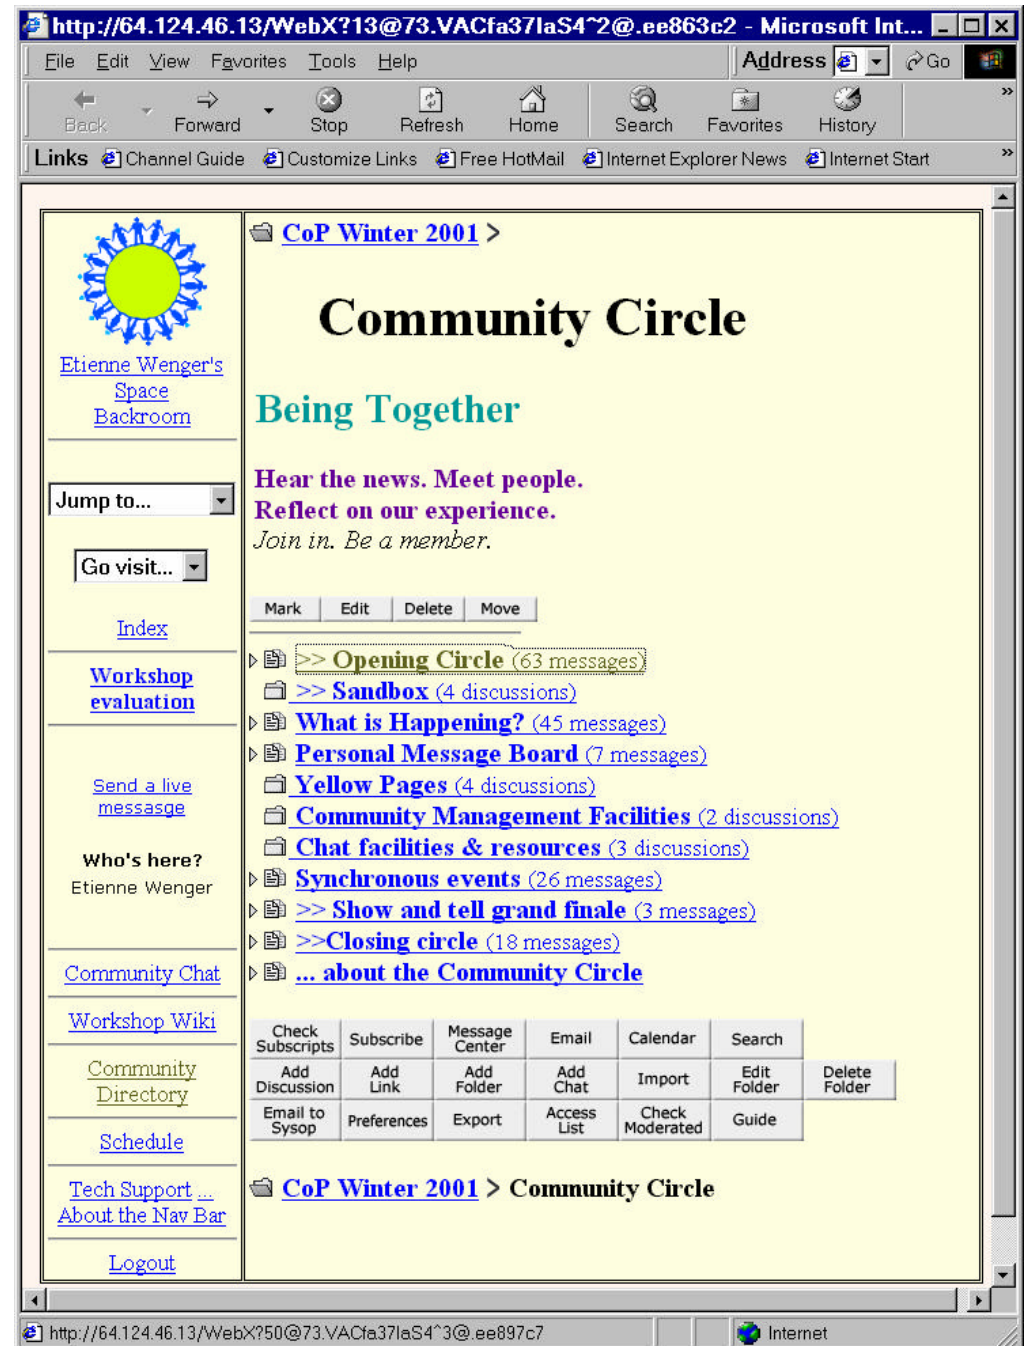 http://64.124.46.13/WebX?13@73.VACfa37laS4^2@.ee863c2 - Microsoft Int...
File Edit View Favorites Tools Help Address Go
Back Forward Stop Refresh Home Search Favorites History »
Links Channel Guide Customize Links Free HotMail Internet Explorer News Internet Start »
CoP Winter 2001 >
Community Circle
Being Together
Hear the news. Meet people.
Reflect on our experience.
Join in. Be a member.
Mark Edit Delete Move
>> Opening Circle (63 messages)
>> Sandbox (4 discussions)
What is Happening? (45 messages)
Personal Message Board (7 messages)
Yellow Pages (4 discussions)
Community Management Facilities (2 discussions)
Chat facilities & resources (3 discussions)
Synchronous events (26 messages)
>> Show and tell grand finale (3 messages)
>>Closing circle (18 messages)
... about the Community Circle
Check Subscripts Subscribe Message Center Email Calendar Search
Add Discussion Add Link Add Folder Add Chat Import Edit Folder Delete Folder
Email to Sysop Preferences Export Access List Check Moderated Guide
CoP Winter 2001 > Community Circle
Etienne Wenger's
Space
Backroom
Jump to...
Go visit...
Index
Workshop
evaluation
Send a live
messasge
Who's here?
Etienne Wenger
Community Chat
Workshop Wiki
Community
Directory
Schedule
Tech Support ...
About the Nav Bar
Logout
http://64.124.46.13/WebX?50@73.VACfa37laS4^3@.ee897c7 Internet